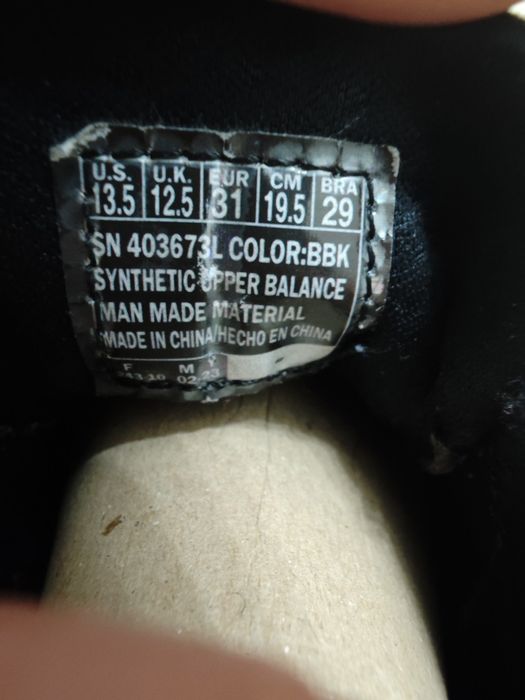 U.S. U.K. EUR CM BRA
13.5 12.5 31 19.5 29
SN 403673L COLOR:BBK
SYNTHETIC UPPER BALANCE
MAN MADE MATERIAL
MADE IN CHINA/HECHO EN CHINA
F M Y
02 23